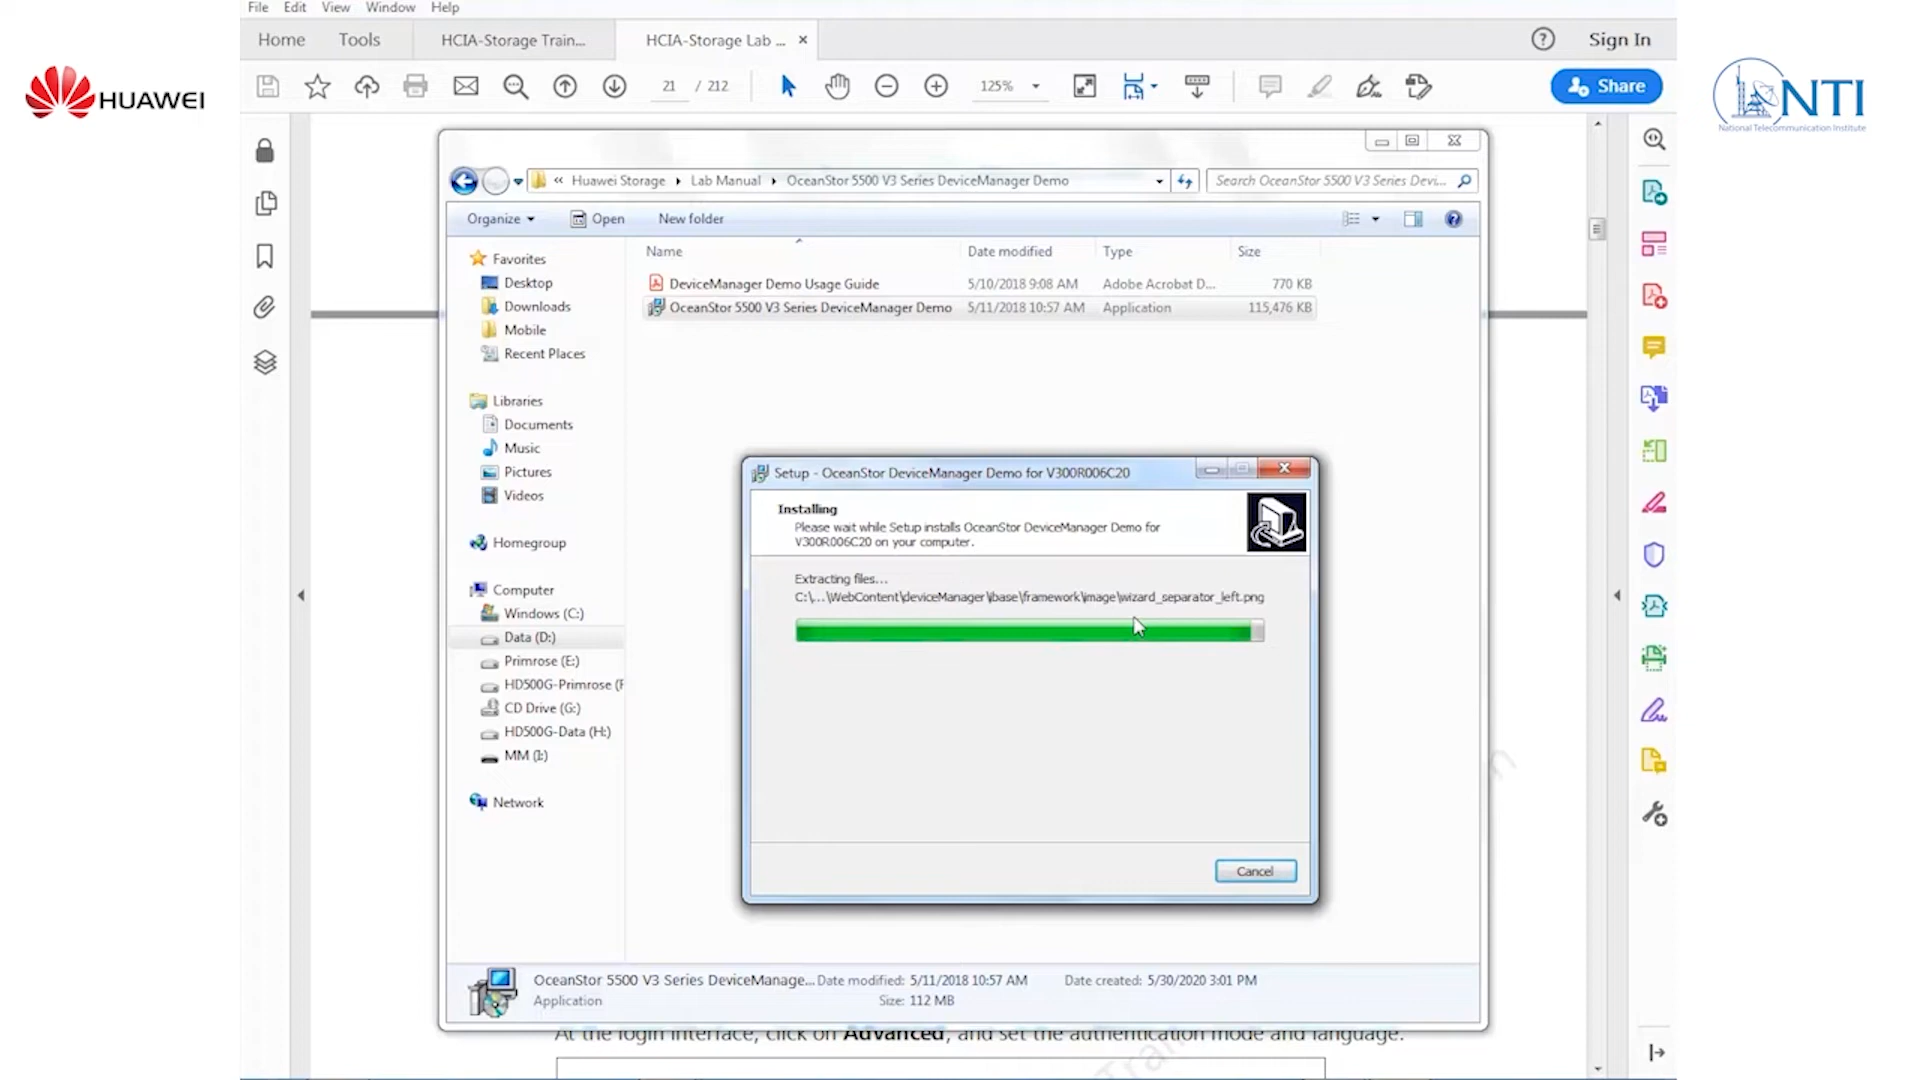 File Edit View Window Help
Home Tools HCIA-Storage Train... HCIA-Storage Lab ... Sign In
HUAWEI
21 / 212 125% Share
NTI
National Telecommunication Institute
« Huawei Storage Lab Manual OceanStor 5500 V3 Series DeviceManager Demo Search OceanStor 5500 V3 Series Devi...
Organize Open New folder
Name Date modified Type Size
Favorites
Desktop
Downloads
Mobile
Recent Places
Libraries
Documents
Music
Pictures
Videos
Homegroup
Computer
Windows (C:)
Data (D:)
Primrose (E:)
HD500G-Primrose (F
CD Drive (G:)
HD500G-Data (H:)
MM (I:)
Network
DeviceManager Demo Usage Guide 5/10/2018 9:08 AM Adobe Acrobat D... 770 KB
OceanStor 5500 V3 Series DeviceManager Demo 5/11/2018 10:57 AM Application 115,476 KB
Setup - OceanStor DeviceManager Demo for V300R006C20
Installing
Please wait while Setup installs OceanStor DeviceManager Demo for
V300R006C20 on your computer.
Extracting files...
C:\...\WebContent\deviceManager\base\framework\image\wizard_separator_left.png
Cancel
OceanStor 5500 V3 Series DeviceManage... Date modified: 5/11/2018 10:57 AM Date created: 5/30/2020 3:01 PM
Application Size: 112 MB
At the login interface, click on Advanced, and set the authentication mode and language.